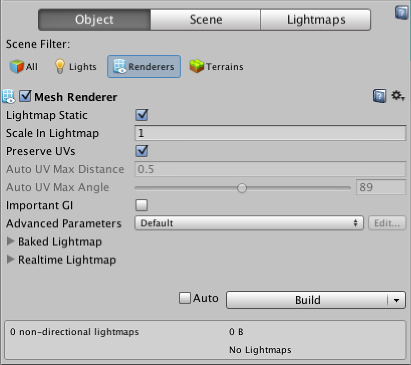 Object Scene Lightmaps
Scene Filter:
All Lights Renderers Terrains
Mesh Renderer
Lightmap Static
Scale In Lightmap 1
Preserve UVs
Auto UV Max Distance 0.5
Auto UV Max Angle 89
Important GI
Advanced Parameters Default Edit...
Baked Lightmap
Realtime Lightmap
Auto Build
0 non-directional lightmaps 0 B
No Lightmaps